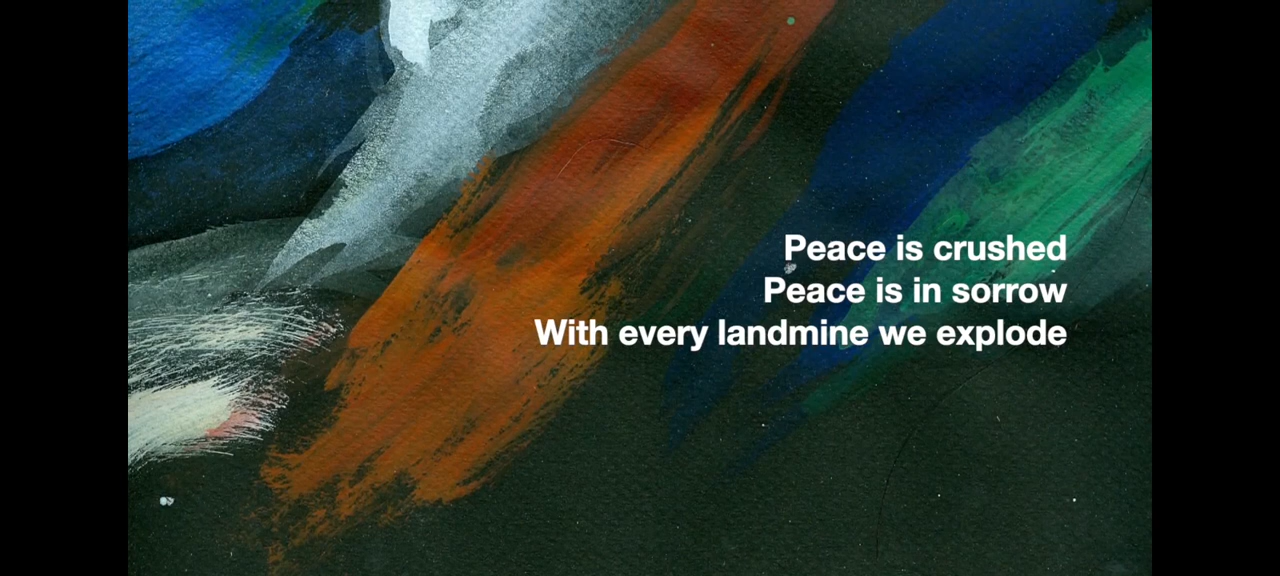 Peace is crushed
Peace is in sorrow
With every landmine we explode